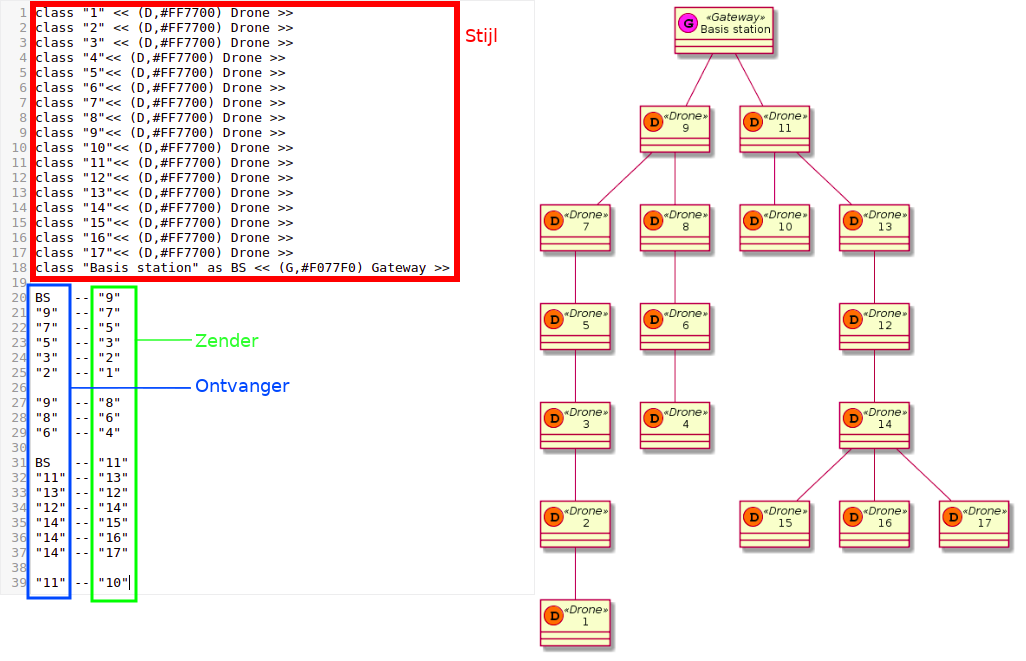 1 class "1" << (D,#FF7700) Drone >>
2 class "2" << (D,#FF7700) Drone >>
3 class "3" << (D,#FF7700) Drone >>
4 class "4"<< (D,#FF7700) Drone >>
5 class "5"<< (D,#FF7700) Drone >>
6 class "6"<< (D,#FF7700) Drone >>
7 class "7"<< (D,#FF7700) Drone >>
8 class "8"<< (D,#FF7700) Drone >>
9 class "9"<< (D,#FF7700) Drone >>
10 class "10"<< (D,#FF7700) Drone >>
11 class "11"<< (D,#FF7700) Drone >>
12 class "12"<< (D,#FF7700) Drone >>
13 class "13"<< (D,#FF7700) Drone >>
14 class "14"<< (D,#FF7700) Drone >>
15 class "15"<< (D,#FF7700) Drone >>
16 class "16"<< (D,#FF7700) Drone >>
17 class "17"<< (D,#FF7700) Drone >>
18 class "Basis station" as BS << (G,#F077F0) Gateway >>
19
20 BS -- "9"
21 "9" -- "7"
22 "7" -- "5"
23 "5" -- "3"
24 "3" -- "2"
25 "2" -- "1"
26
27 "9" -- "8"
28 "8" -- "6"
29 "6" -- "4"
30
31 BS -- "11"
32 "11" -- "13"
33 "13" -- "12"
34 "12" -- "14"
35 "14" -- "15"
36 "14" -- "16"
37 "14" -- "17"
38
39 "11" -- "10"
Stijl
Zender
Ontvanger
G «Gateway»
Basis station
D «Drone»
9
D «Drone»
11
D «Drone»
7
D «Drone»
8
D «Drone»
10
D «Drone»
13
D «Drone»
5
D «Drone»
6
D «Drone»
12
D «Drone»
3
D «Drone»
4
D «Drone»
14
D «Drone»
2
D «Drone»
15
D «Drone»
16
D «Drone»
17
D «Drone»
1